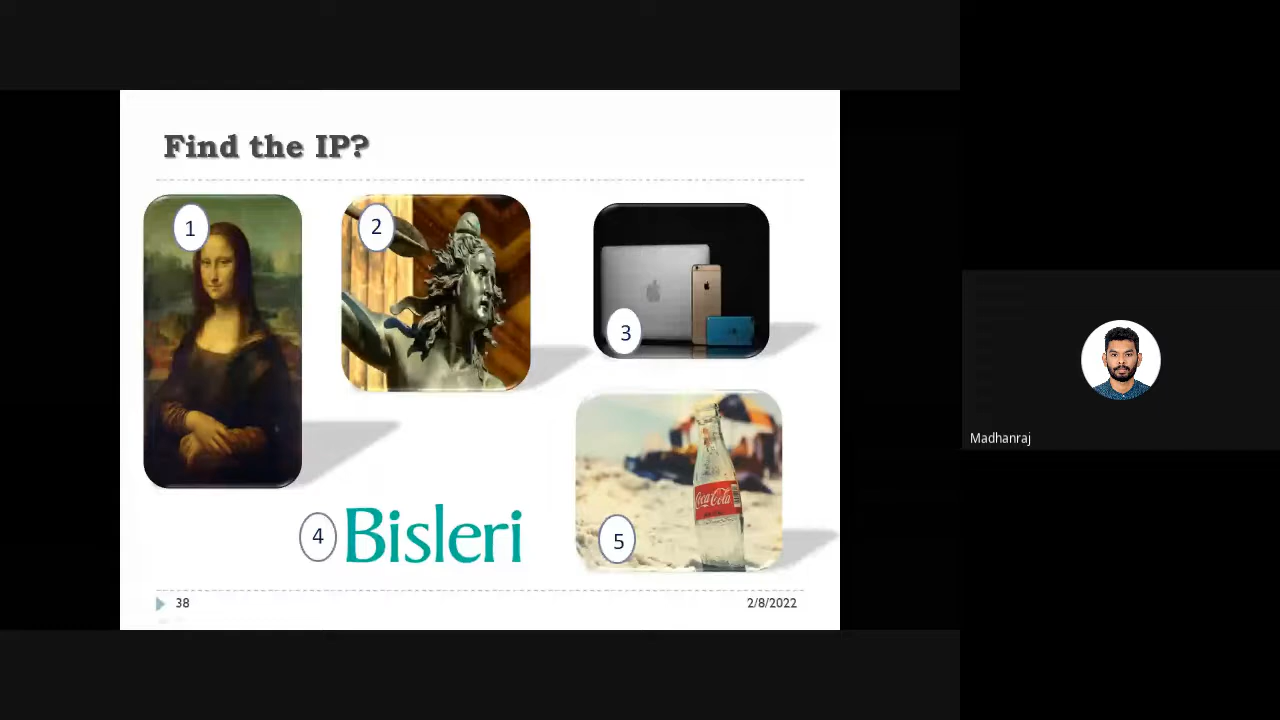 Find the IP?
1
2
3
4
Bisleri
Coca-Cola
5
38
2/8/2022
Madhanraj